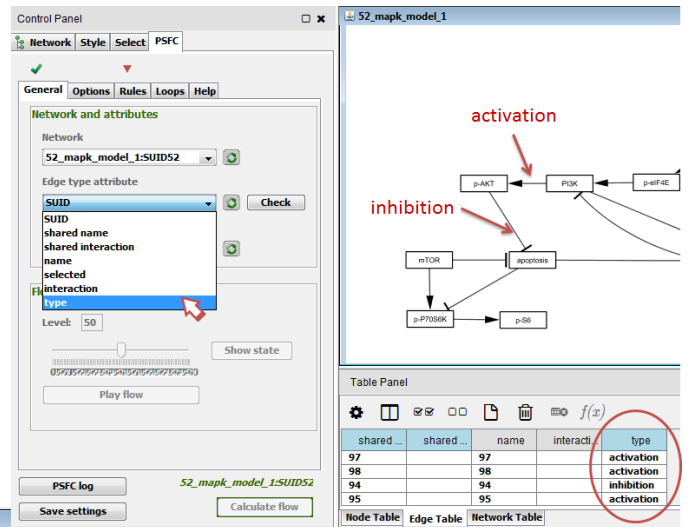 Control Panel
Network Style Select PSFC
General Options Rules Loops Help
Network and attributes
Network
52_mapk_model_1:SUID52
Edge type attribute
SUID
Check
SUID
shared name
shared interaction
name
selected
interaction
type
Level: 50
Show state
Play flow
PSFC log
52_mapk_model_1:SUID52
Save settings
Calculate flow
52_mapk_model_1
activation
p-AKT
PI3K
p-eIF4E
inhibition
mTOR
apoptosis
p-P70S6K
p-S6
Table Panel
f(x)
shared ... shared ... name interacti... type
97 97 activation
98 98 activation
94 94 inhibition
95 95 activation
Node Table Edge Table Network Table